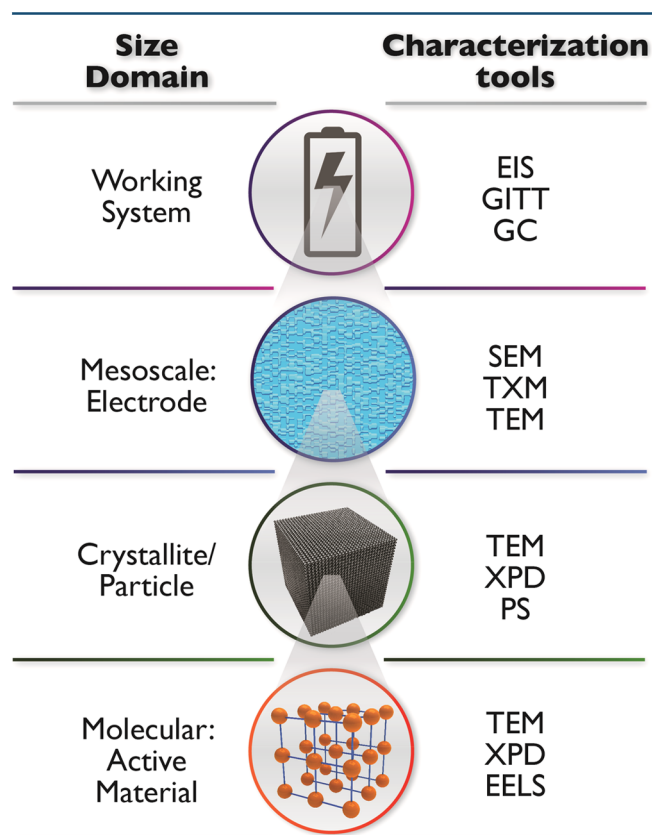 Size
Domain
Characterization
tools
Working
System
EIS
GITT
GC
Mesoscale:
Electrode
SEM
TXM
TEM
Crystallite/
Particle
TEM
XPD
PS
Molecular:
Active
Material
TEM
XPD
EELS